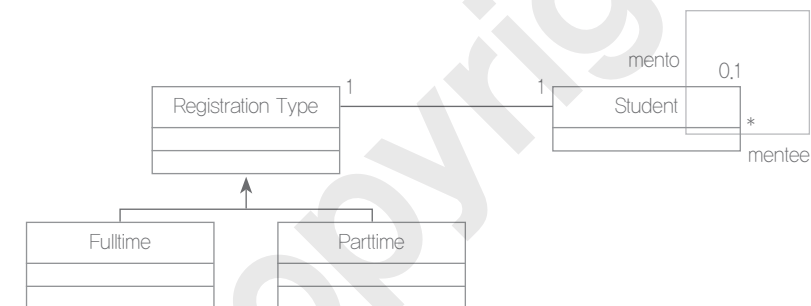 mento
0.1
1
1
Registration Type
Student
*
mentee
Fulltime
Parttime